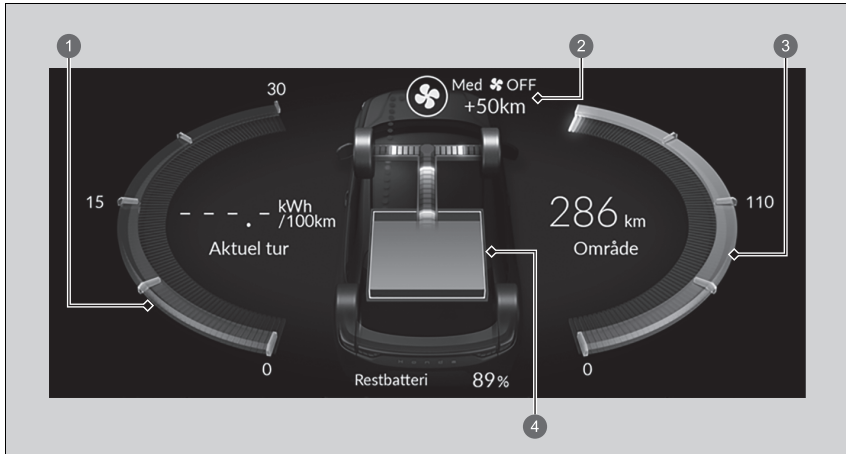 1
2
3
Med OFF
+50km
30
15
---.- kWh
/100km
Aktuel tur
0
286 km
Område
110
0
HONDA
Restbatteri 89%
4